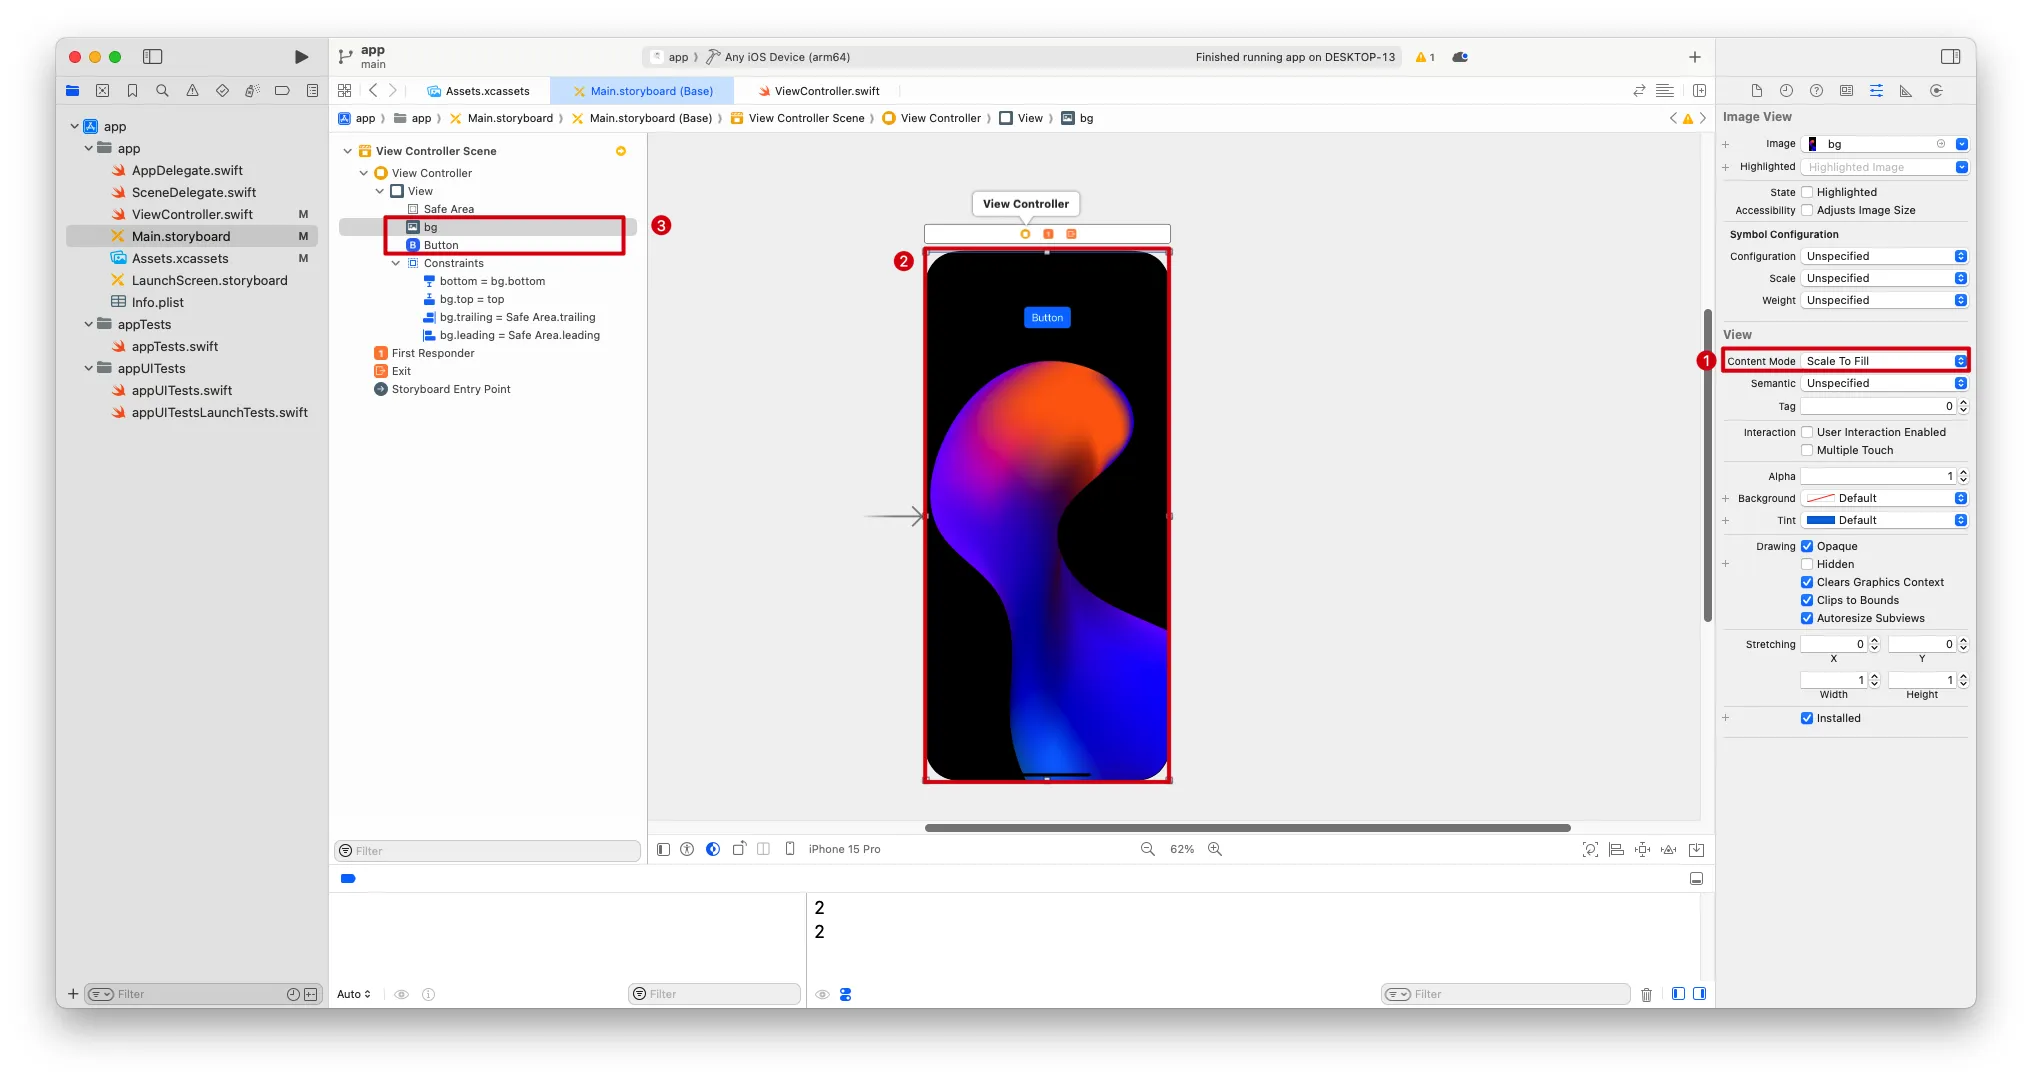 app
main
app
Any iOS Device (arm64)
Finished running app on DESKTOP-13
1
Assets.xcassets
Main.storyboard (Base)
ViewController.swift
app
app
Main.storyboard
Main.storyboard (Base)
View Controller Scene
View Controller
View
bg
app
app
AppDelegate.swift
SceneDelegate.swift
ViewController.swift M
Main.storyboard M
Assets.xcassets M
LaunchScreen.storyboard
Info.plist
appTests
appTests.swift
appUITests
appUITests.swift
appUITestsLaunchTests.swift
Filter
View Controller Scene
View Controller
View
Safe Area
bg
B Button
Constraints
bottom = bg.bottom
bg.top = top
bg.trailing = Safe Area.trailing
bg.leading = Safe Area.leading
1 First Responder
Exit
Storyboard Entry Point
Filter
3
View Controller
1
2
Button
iPhone 15 Pro
62%
2
2
Auto
Filter
Filter
Image View
Image bg
Highlighted Highlighted Image
State Highlighted
Accessibility Adjusts Image Size
Symbol Configuration
Configuration Unspecified
Scale Unspecified
Weight Unspecified
View
1
Content Mode Scale To Fill
Semantic Unspecified
Tag 0
Interaction User Interaction Enabled
Multiple Touch
Alpha 1
Background Default
Tint Default
Drawing Opaque
Hidden
Clears Graphics Context
Clips to Bounds
Autoresize Subviews
Stretching 0 0
X Y
1 1
Width Height
Installed